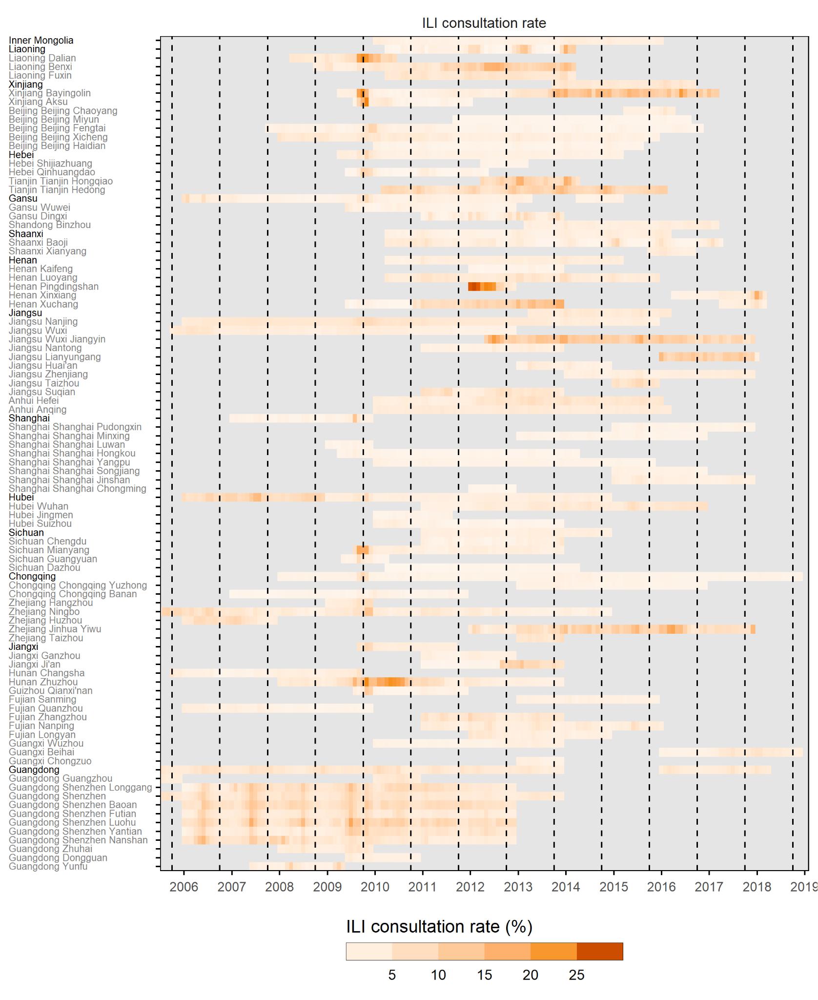 ILI consultation rate
Inner Mongolia
Liaoning
Liaoning Dalian
Liaoning Benxi
Liaoning Fuxin
Xinjiang
Xinjiang Bayingolin
Xinjiang Aksu
Beijing Beijing Chaoyang
Beijing Beijing Miyun
Beijing Beijing Fengtai
Beijing Beijing Xicheng
Beijing Beijing Haidian
Hebei
Hebei Shijiazhuang
Hebei Qinhuangdao
Tianjin Tianjin Hongqiao
Tianjin Tianjin Hedong
Gansu
Gansu Wuwei
Gansu Dingxi
Shandong Binzhou
Shaanxi
Shaanxi Baoji
Shaanxi Xianyang
Henan
Henan Kaifeng
Henan Luoyang
Henan Pingdingshan
Henan Xinxiang
Henan Xuchang
Jiangsu
Jiangsu Nanjing
Jiangsu Wuxi
Jiangsu Wuxi Jiangyin
Jiangsu Nantong
Jiangsu Lianyungang
Jiangsu Huai'an
Jiangsu Zhenjiang
Jiangsu Taizhou
Jiangsu Suqian
Anhui Hefei
Anhui Anqing
Shanghai
Shanghai Shanghai Pudongxin
Shanghai Shanghai Minxing
Shanghai Shanghai Luwan
Shanghai Shanghai Hongkou
Shanghai Shanghai Yangpu
Shanghai Shanghai Songjiang
Shanghai Shanghai Jinshan
Shanghai Shanghai Chongming
Hubei
Hubei Wuhan
Hubei Jingmen
Hubei Suizhou
Sichuan
Sichuan Chengdu
Sichuan Mianyang
Sichuan Guangyuan
Sichuan Dazhou
Chongqing
Chongqing Chongqing Yuzhong
Chongqing Chongqing Banan
Zhejiang Hangzhou
Zhejiang Ningbo
Zhejiang Huzhou
Zhejiang Jinhua Yiwu
Zhejiang Taizhou
Jiangxi
Jiangxi Ganzhou
Jiangxi Ji'an
Hunan Changsha
Hunan Zhuzhou
Guizhou Qianxi'nan
Fujian Sanming
Fujian Quanzhou
Fujian Zhangzhou
Fujian Nanping
Fujian Longyan
Guangxi Wuzhou
Guangxi Beihai
Guangxi Chongzuo
Guangdong
Guangdong Guangzhou
Guangdong Shenzhen Longgang
Guangdong Shenzhen
Guangdong Shenzhen Baoan
Guangdong Shenzhen Futian
Guangdong Shenzhen Luohu
Guangdong Shenzhen Yantian
Guangdong Shenzhen Nanshan
Guangdong Zhuhai
Guangdong Dongguan
Guangdong Yunfu
2006 2007 2008 2009 2010 2011 2012 2013 2014 2015 2016 2017 2018 2019
ILI consultation rate (%)
5 10 15 20 25